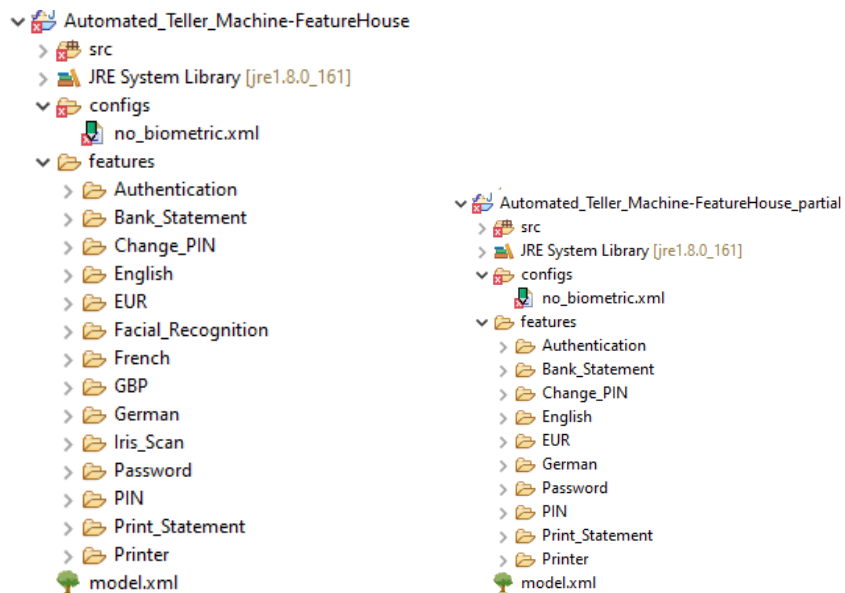 Automated_Teller_Machine-FeatureHouse
src
JRE System Library [jre1.8.0_161]
configs
no_biometric.xml
features
Authentication
Bank_Statement
Change_PIN
English
EUR
Facial_Recognition
French
GBP
German
Iris_Scan
Password
PIN
Print_Statement
Printer
model.xml
Automated_Teller_Machine-FeatureHouse_partial
src
JRE System Library [jre1.8.0_161]
configs
no_biometric.xml
features
Authentication
Bank_Statement
Change_PIN
English
EUR
German
Password
PIN
Print_Statement
Printer
model.xml